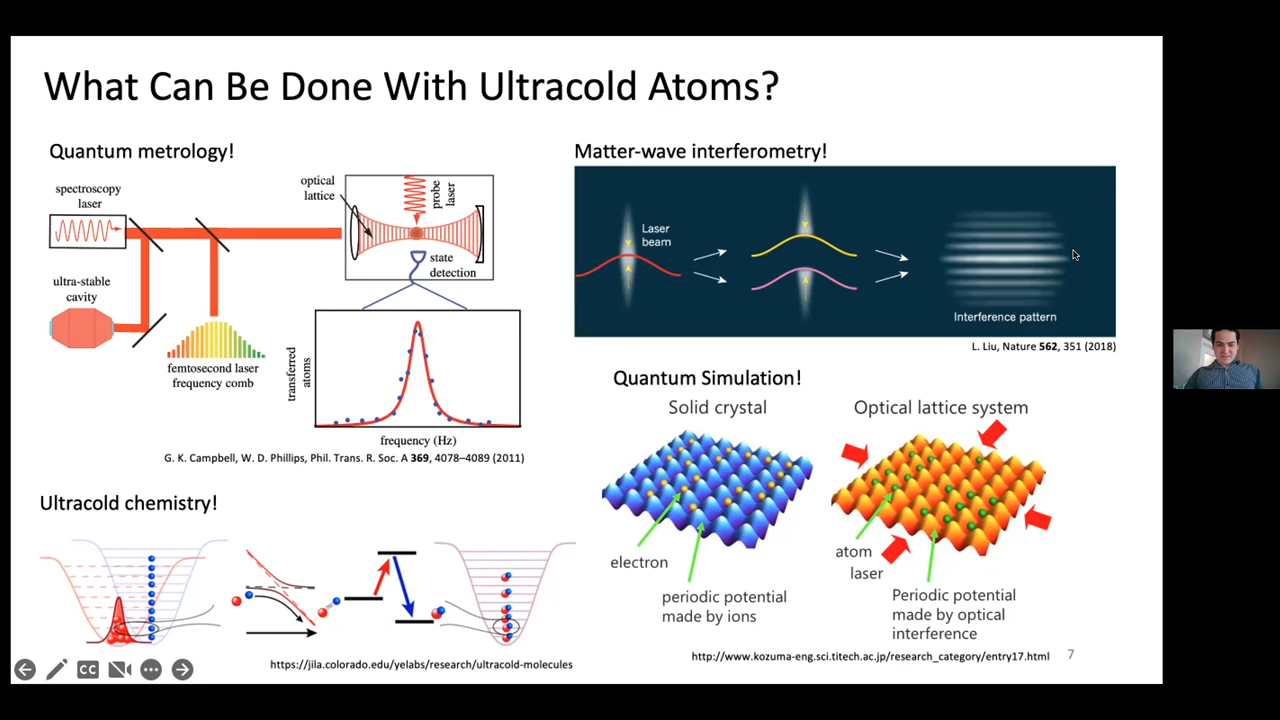 What Can Be Done With Ultracold Atoms?
Quantum metrology!
spectroscopy
laser
optical
lattice
probe
laser
state
detection
ultra-stable
cavity
femtosecond laser
frequency comb
transferred
atoms
frequency (Hz)
G. K. Campbell, W. D. Phillips, Phil. Trans. R. Soc. A 369, 4078–4089 (2011)
Matter-wave interferometry!
Laser
beam
Interference pattern
L. Liu, Nature 562, 351 (2018)
Ultracold chemistry!
https://jila.colorado.edu/yelabs/research/ultracold-molecules
Quantum Simulation!
Solid crystal
Optical lattice system
electron
periodic potential
made by ions
atom
laser
Periodic potential
made by optical
interference
http://www.kozuma-eng.sci.titech.ac.jp/research_category/entry17.html
7
CC